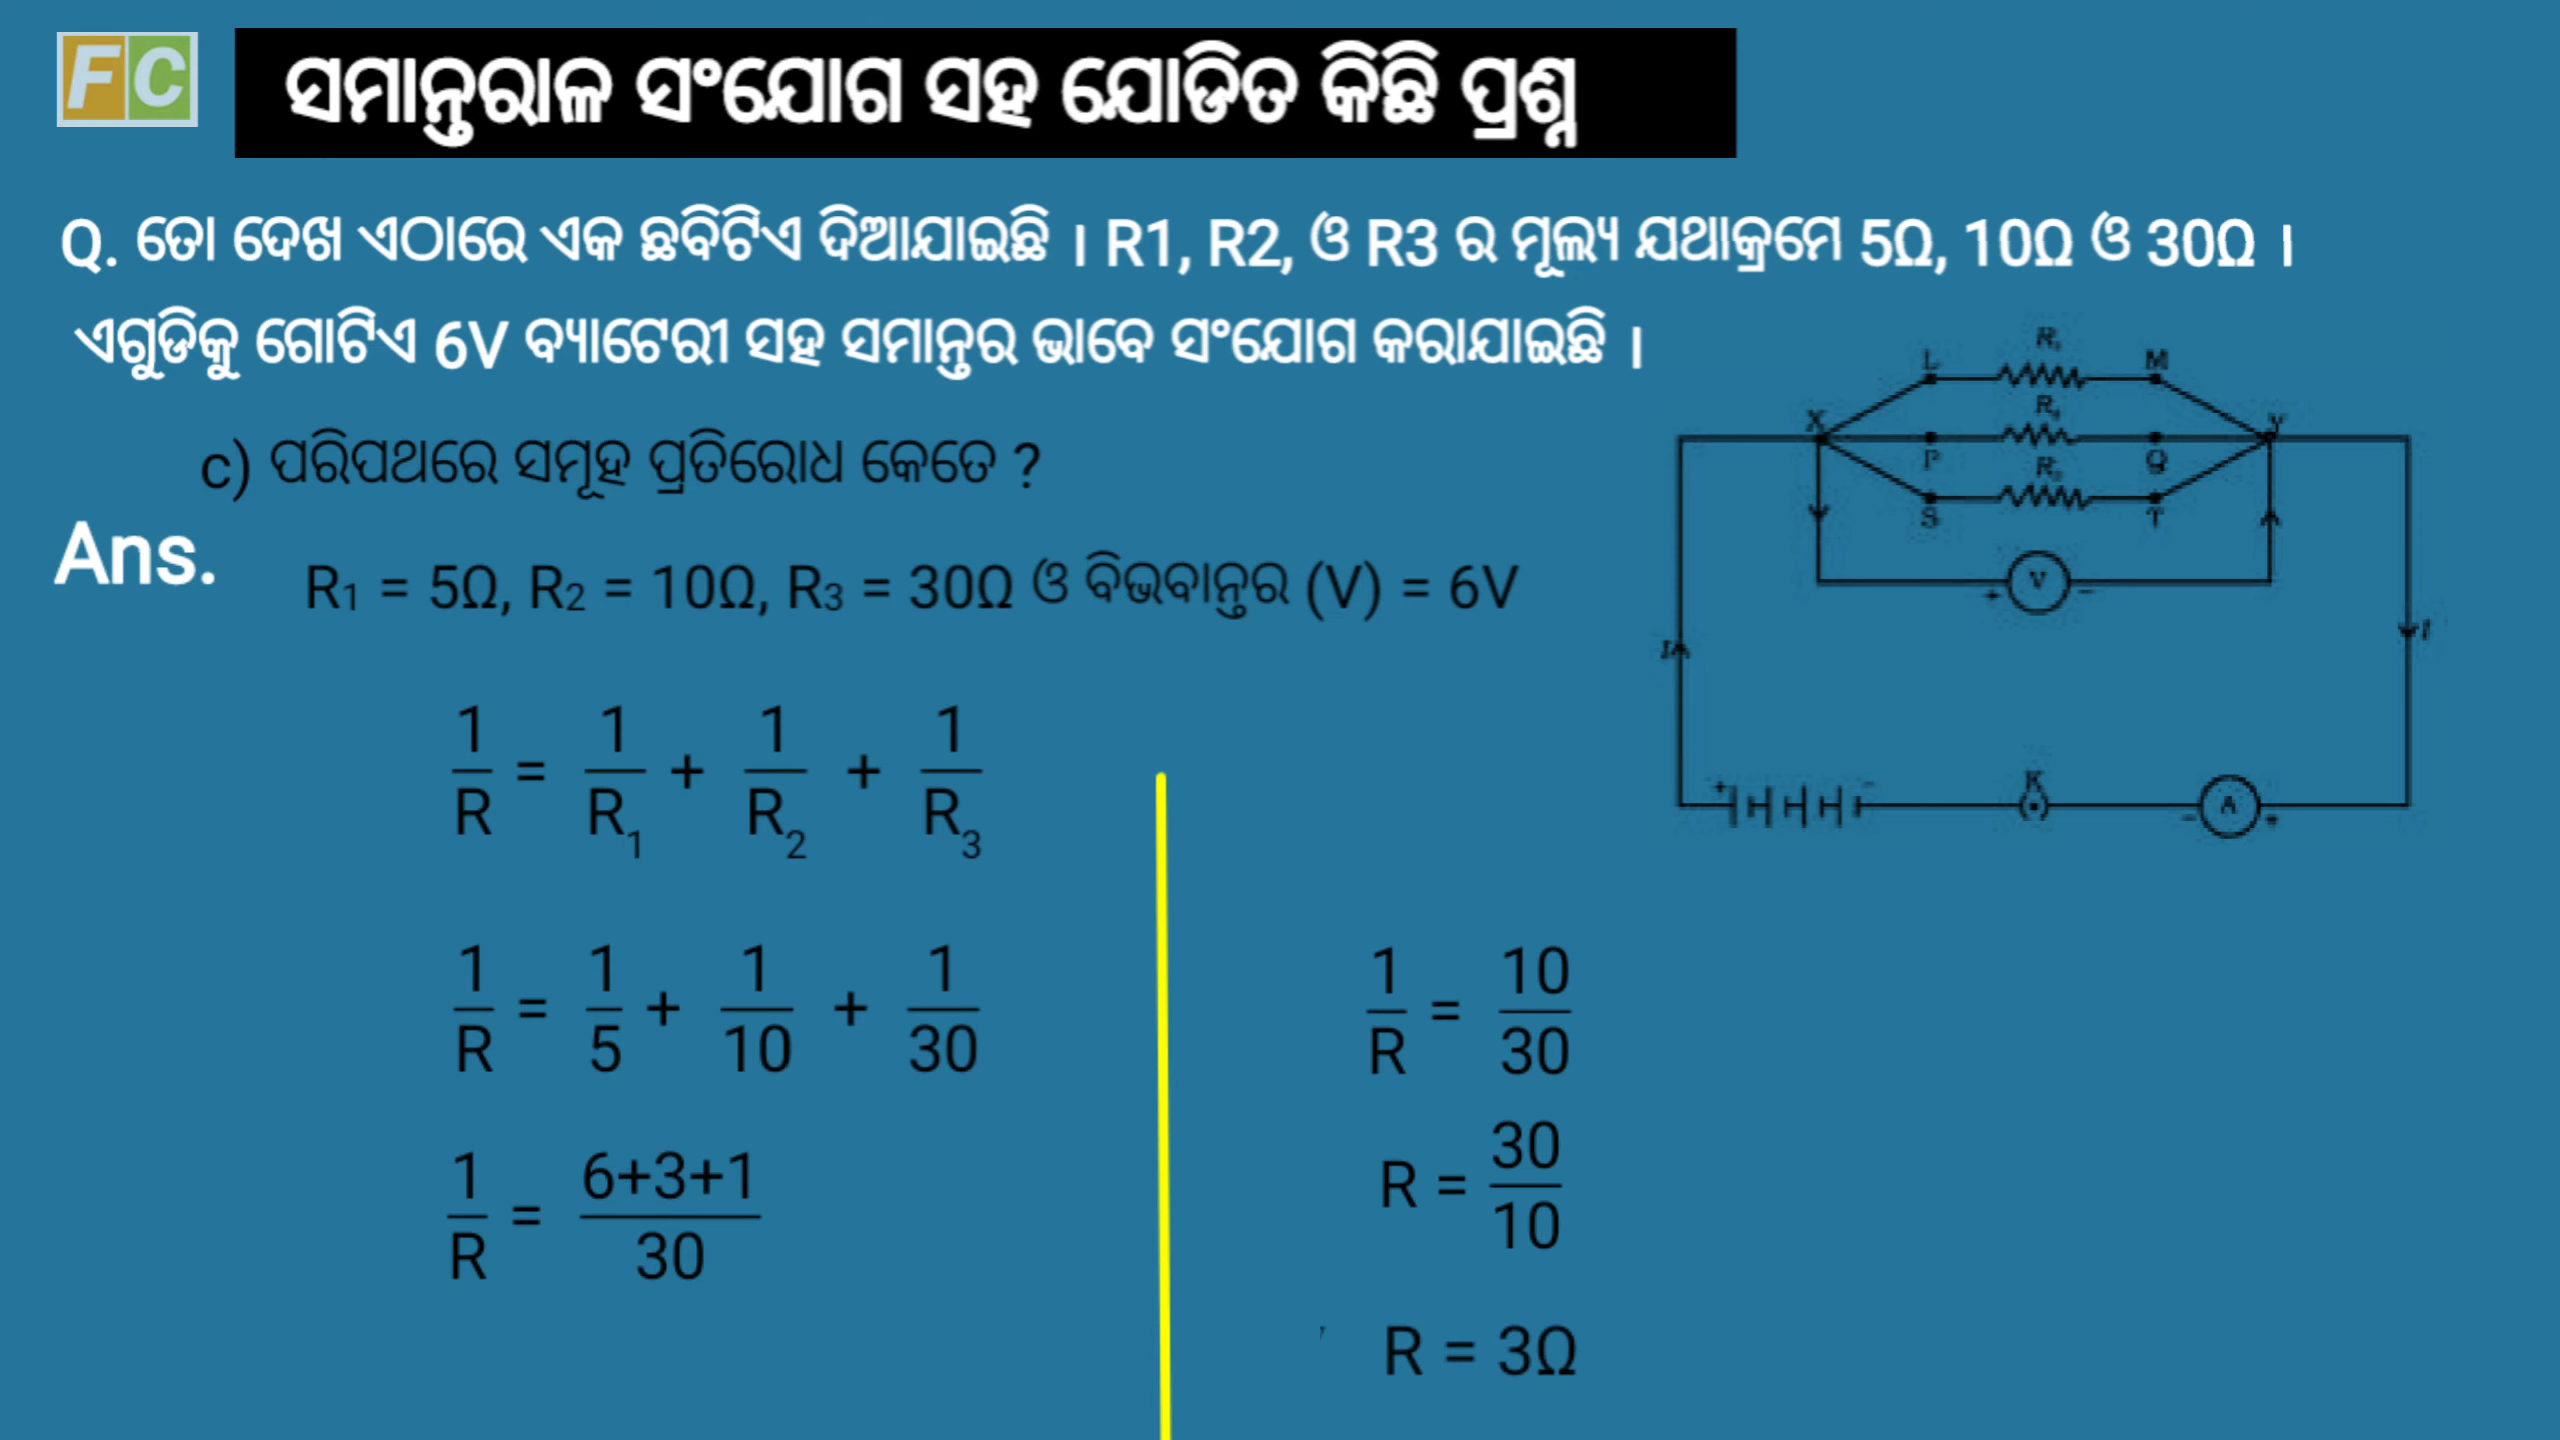 FC
ସମାନ୍ତରାଳ ସଂଯୋଗ ସହ ଯୋଡିତ କିଛି ପ୍ରଶ୍ନ
Q. ତୋ ଦେଖ ଏଠାରେ ଏକ ଛବିଟିଏ ଦିଆଯାଇଛି । R1, R2, ଓ R3 ର ମୂଲ୍ୟ ଯଥାକ୍ରମେ 5Ω, 10Ω ଓ 30Ω ।
ଏଗୁଡିକୁ ଗୋଟିଏ 6V ବ୍ୟାଟେରୀ ସହ ସମାନ୍ତର ଭାବେ ସଂଯୋଗ କରାଯାଇଛି ।
c) ପରିପଥରେ ସମୂହ ପ୍ରତିରୋଧ କେତେ ?
Ans.
R1 = 5Ω, R2 = 10Ω, R3 = 30Ω ଓ ବିଭବାନ୍ତର (V) = 6V
1/R = 1/R1 + 1/R2 + 1/R3
1/R = 1/5 + 1/10 + 1/30
1/R = 6+3+1/30
1/R = 10/30
R = 30/10
R = 3Ω
L M
X Y
P Q
S T
+ V -
I I
+ - K - A +